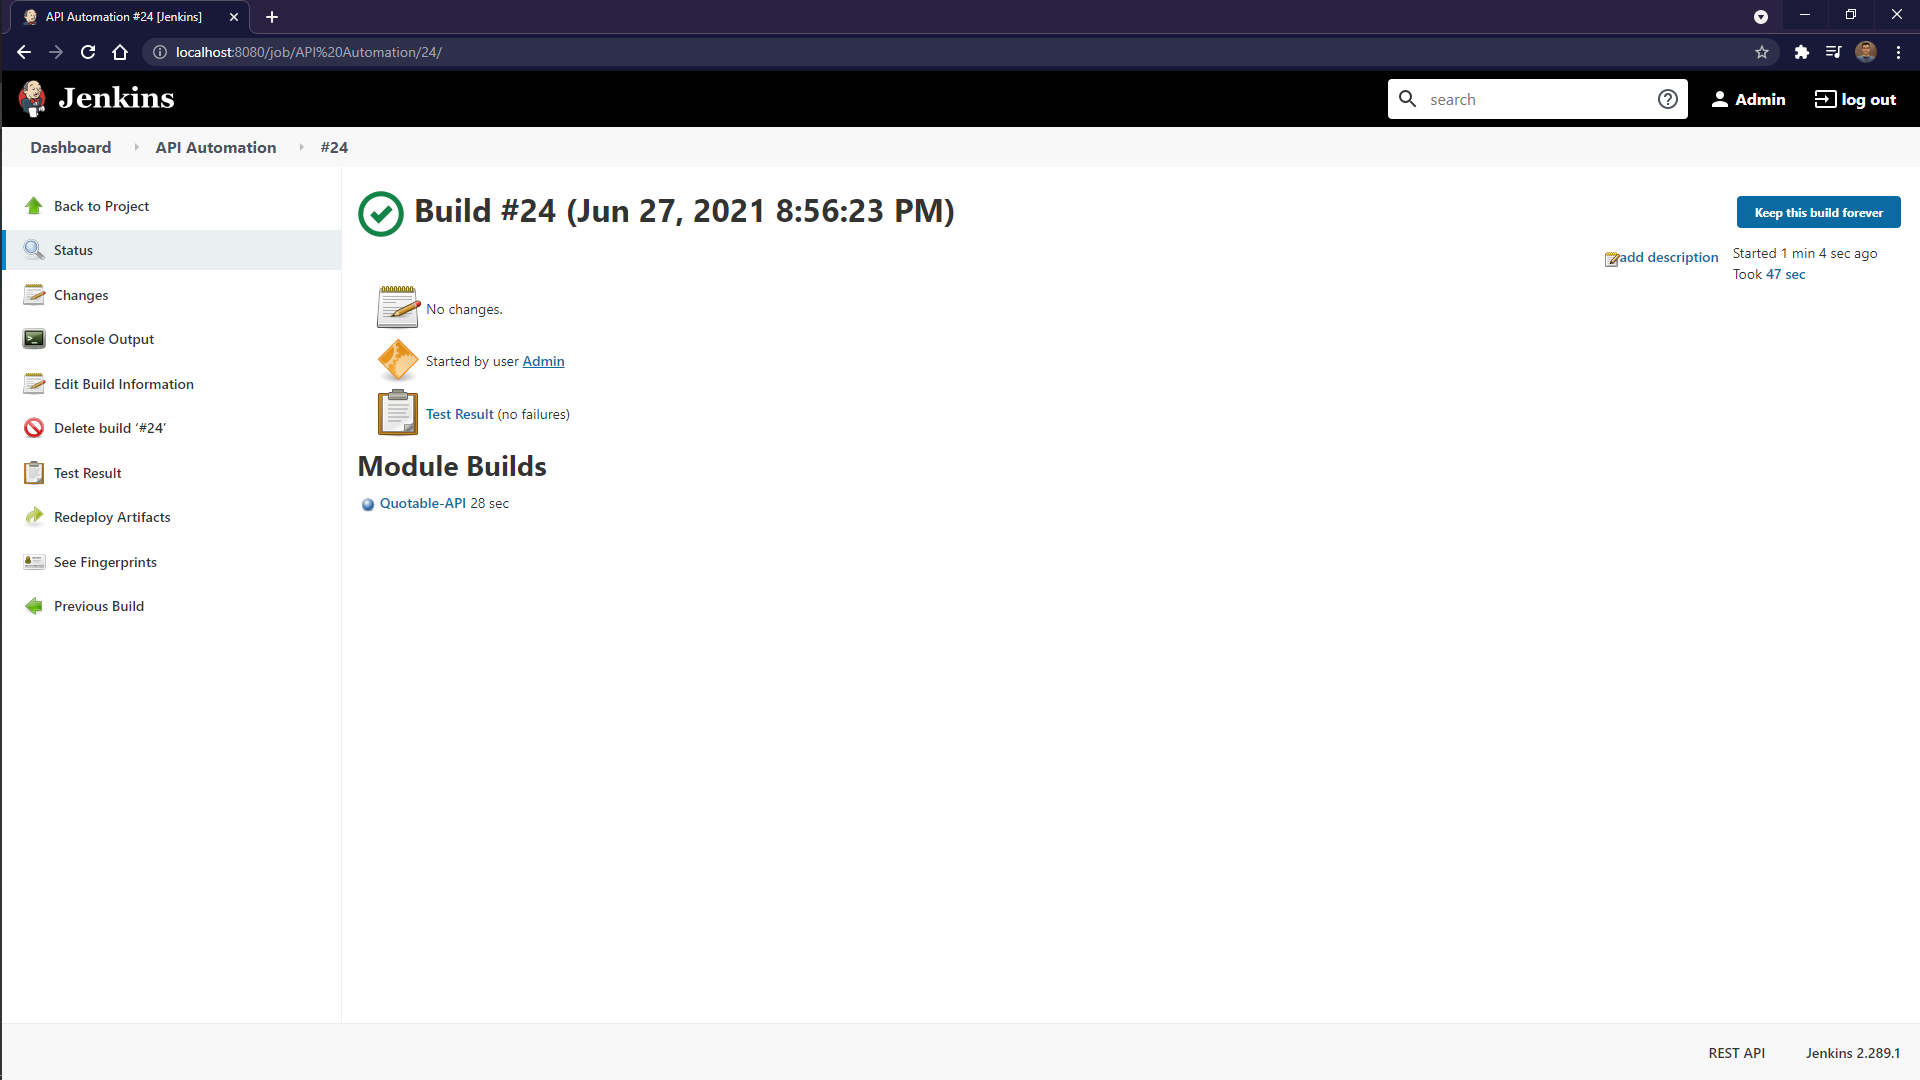 API Automation #24 [Jenkins]
localhost:8080/job/API%20Automation/24/
Jenkins
search
Admin
log out
Dashboard
API Automation
#24
Back to Project
Status
Changes
Console Output
Edit Build Information
Delete build ‘#24’
Test Result
Redeploy Artifacts
See Fingerprints
Previous Build
Build #24 (Jun 27, 2021 8:56:23 PM)
Keep this build forever
add description
Started 1 min 4 sec ago
Took 47 sec
No changes.
Started by user Admin
Test Result (no failures)
Module Builds
Quotable-API 28 sec
REST API
Jenkins 2.289.1